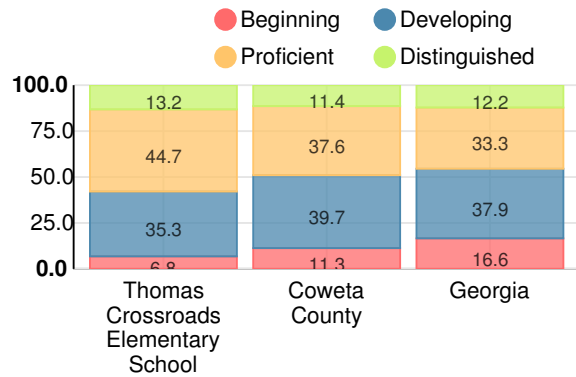 Beginning Developing
Proficient Distinguished
100.0
75.0
50.0
25.0
0.0
13.2 11.4 12.2
44.7 37.6 33.3
35.3 39.7 37.9
6.8 11.3 16.6
Thomas
Crossroads
Elementary
School
Coweta
County
Georgia